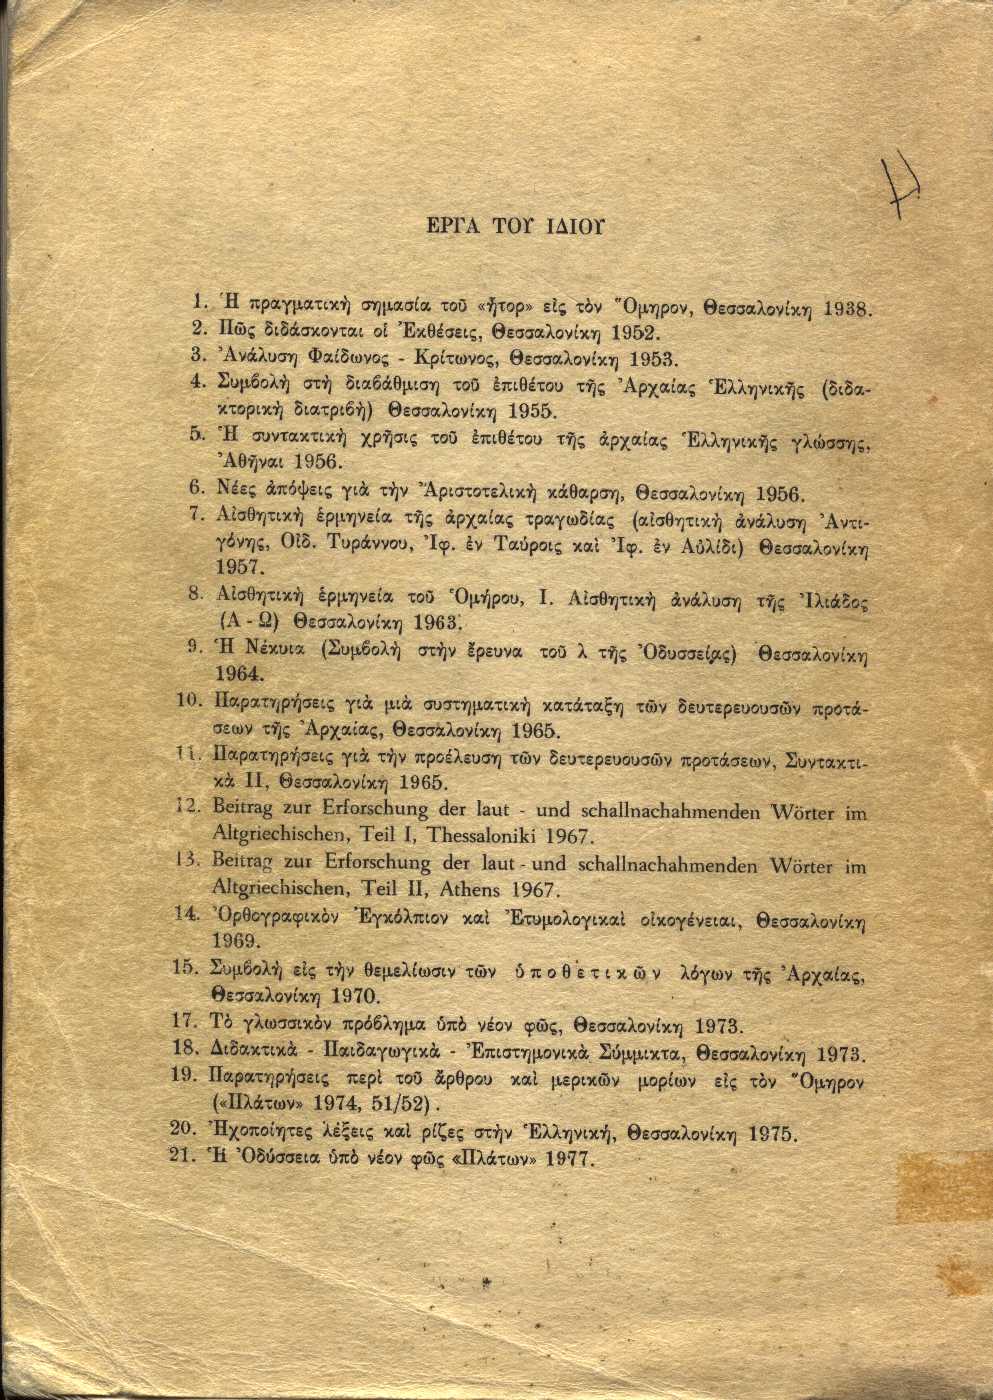 ΕΡΓΑ ΤΟΥ ΙΔΙΟΥ
1. Ἡ πραγματικὴ σημασία τοῦ «ἦτορ» εἰς τὸν Ὅμηρον, Θεσσαλονίκη 1938.
2. Πῶς διδάσκονται οἱ Ἐκθέσεις, Θεσσαλονίκη 1952.
3. Ἀνάλυση Φαίδωνος - Κρίτωνος, Θεσσαλονίκη 1953.
4. Συμβολὴ στὴ διαβάθμιση τοῦ ἐπιθέτου τῆς Ἀρχαίας Ἑλληνικῆς (διδα-
κτορικὴ διατριβὴ) Θεσσαλονίκη 1955.
5. Ἡ συντακτικὴ χρῆσις τοῦ ἐπιθέτου τῆς ἀρχαίας Ἑλληνικῆς γλώσσης,
Ἀθῆναι 1956.
6. Νέες ἀπόψεις γιὰ τὴν Ἀριστοτελικὴ κάθαρση, Θεσσαλονίκη 1956.
7. Αἰσθητικὴ ἑρμηνεία τῆς ἀρχαίας τραγωδίας (αἰσθητικὴ ἀνάλυση Ἀντι-
γόνης, Οἰδ. Τυράννου, Ἰφ. ἐν Ταύροις καὶ Ἰφ. ἐν Αὐλίδι) Θεσσαλονίκη
1957.
8. Αἰσθητικὴ ἑρμηνεία τοῦ Ὁμήρου, Ι. Αἰσθητικὴ ἀνάλυση τῆς Ἰλιάδος
(Α - Ω) Θεσσαλονίκη 1963.
9. Ἡ Νέκυια (Συμβολὴ στὴν ἔρευνα τοῦ λ τῆς Ὀδυσσείας) Θεσσαλονίκη
1964.
10. Παρατηρήσεις γιὰ μιὰ συστηματικὴ κατάταξη τῶν δευτερευουσῶν προτά-
σεων τῆς Ἀρχαίας, Θεσσαλονίκη 1965.
11. Παρατηρήσεις γιὰ τὴν προέλευση τῶν δευτερευουσῶν προτάσεων, Συντακτι-
κὰ ΙΙ, Θεσσαλονίκη 1965.
12. Beitrag zur Erforschung der laut - und schallnachahmenden Wörter im
Altgriechischen, Teil I, Thessaloniki 1967.
13. Beitrag zur Erforschung der laut - und schallnachahmenden Wörter im
Altgriechischen, Teil II, Athens 1967.
14. Ὀρθογραφικὸν Ἐγκόλπιον καὶ Ἐτυμολογικαὶ οἰκογένειαι, Θεσσαλονίκη
1969.
15. Συμβολὴ εἰς τὴν θεμελίωσιν τῶν ὑποθετικῶν λόγων τῆς Ἀρχαίας,
Θεσσαλονίκη 1970.
17. Τὸ γλωσσικὸν πρόβλημα ὑπὸ νέον φῶς, Θεσσαλονίκη 1973.
18. Διδακτικὰ - Παιδαγωγικὰ - Ἐπιστημονικὰ Σύμμικτα, Θεσσαλονίκη 1973.
19. Παρατηρήσεις περὶ τοῦ ἄρθρου καὶ μερικῶν μορίων εἰς τὸν Ὅμηρον
(«Πλάτων» 1974, 51/52).
20. Ἠχοποίητες λέξεις καὶ ρίζες στὴν Ἑλληνική, Θεσσαλονίκη 1975.
21. Ἡ Ὀδύσσεια ὑπὸ νέον φῶς «Πλάτων» 1977.